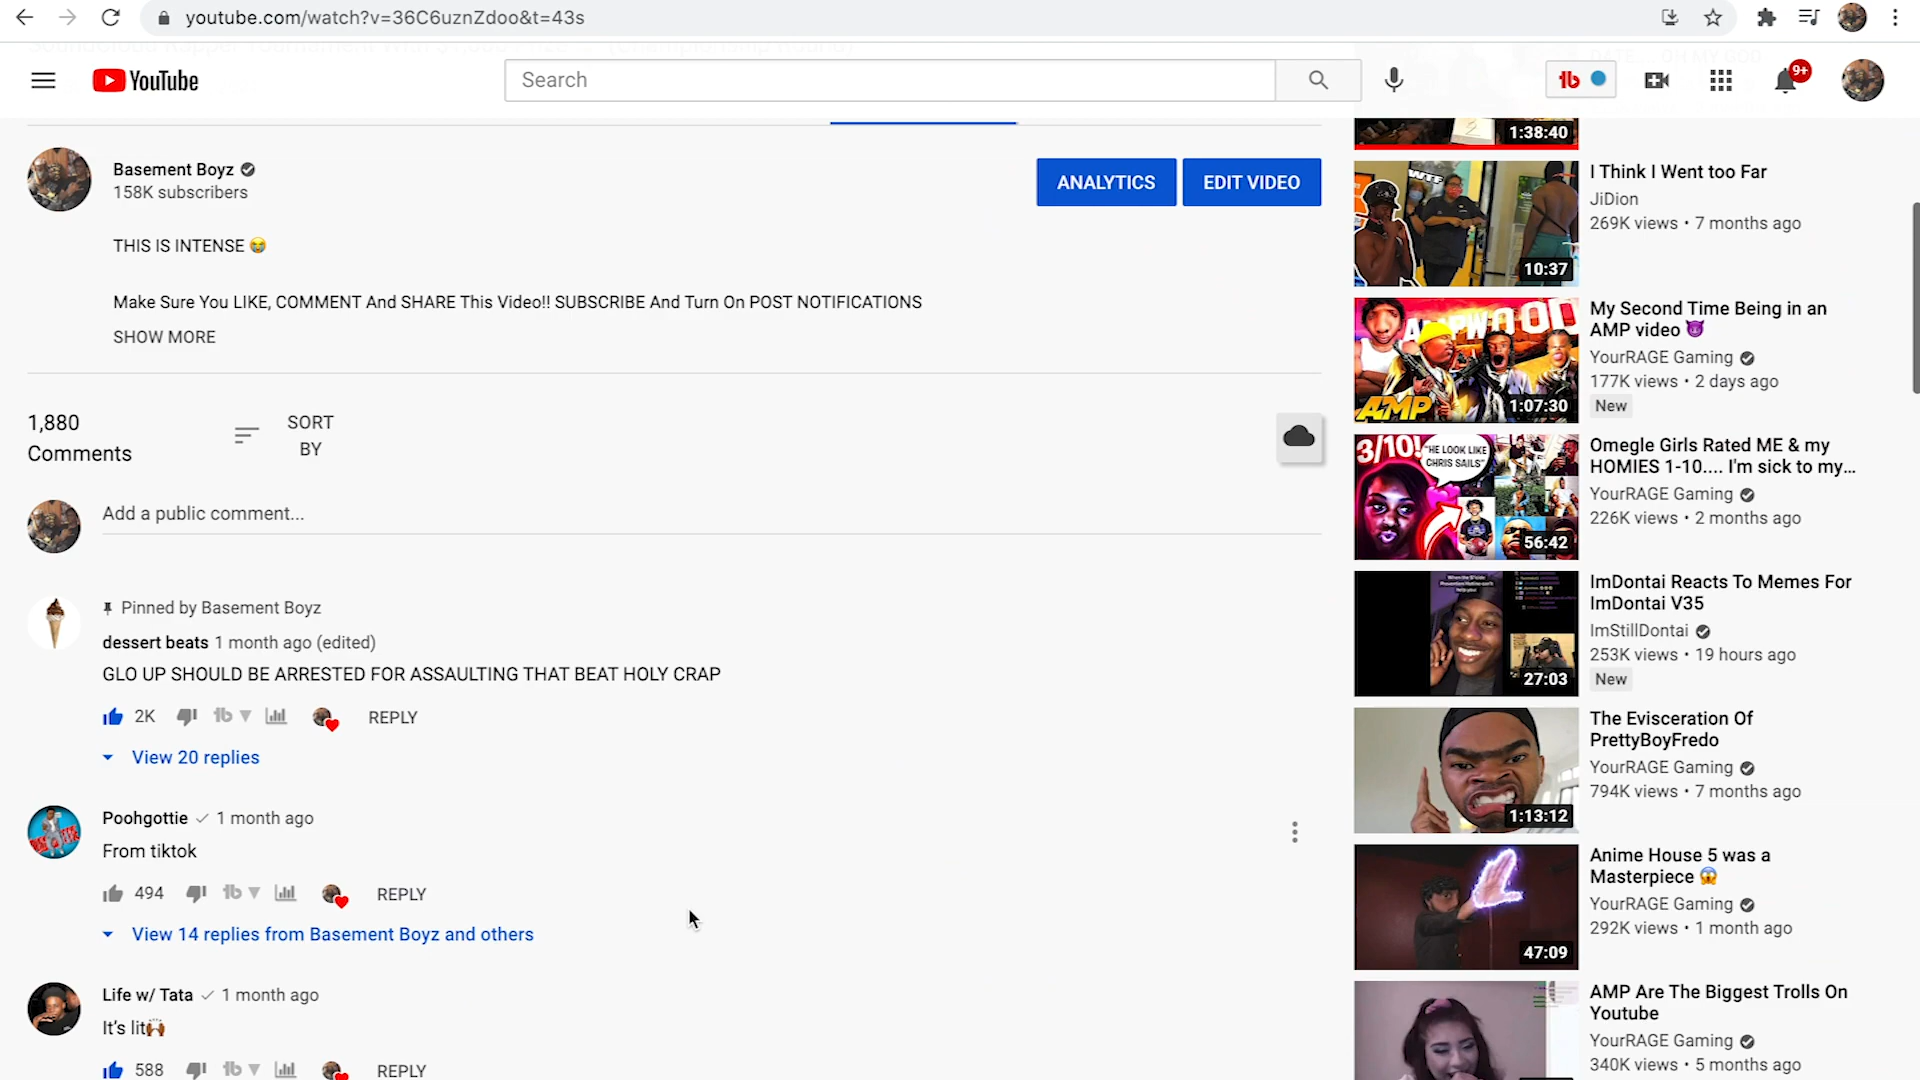 youtube.com/watch?v=36C6uznZdoo&t=43s
YouTube
Search
9+
Basement Boyz
158K subscribers
ANALYTICS
EDIT VIDEO
THIS IS INTENSE 😭
Make Sure You LIKE, COMMENT And SHARE This Video!! SUBSCRIBE And Turn On POST NOTIFICATIONS
SHOW MORE
1,880
Comments
SORT
BY
Add a public comment...
Pinned by Basement Boyz
dessert beats 1 month ago (edited)
GLO UP SHOULD BE ARRESTED FOR ASSAULTING THAT BEAT HOLY CRAP
2K
REPLY
View 20 replies
Poohgottie 1 month ago
From tiktok
494
REPLY
View 14 replies from Basement Boyz and others
Life w/ Tata 1 month ago
It's lit🙌🏾
588
REPLY
1:38:40
WTF
10:37
I Think I Went too Far
JiDion
269K views • 7 months ago
AMPWOOD
AMP
1:07:30
My Second Time Being in an
AMP video 😈
YourRAGE Gaming
177K views • 2 days ago
New
3/10!
"HE LOOK LIKE
CHRIS SAILS"
56:42
Omegle Girls Rated ME & my
HOMIES 1-10.... I'm sick to my...
YourRAGE Gaming
226K views • 2 months ago
27:03
ImDontai Reacts To Memes For
ImDontai V35
ImStillDontai
253K views • 19 hours ago
New
1:13:12
The Evisceration Of
PrettyBoyFredo
YourRAGE Gaming
794K views • 7 months ago
47:09
Anime House 5 was a
Masterpiece 😱
YourRAGE Gaming
292K views • 1 month ago
AMP Are The Biggest Trolls On
Youtube
YourRAGE Gaming
340K views • 5 months ago